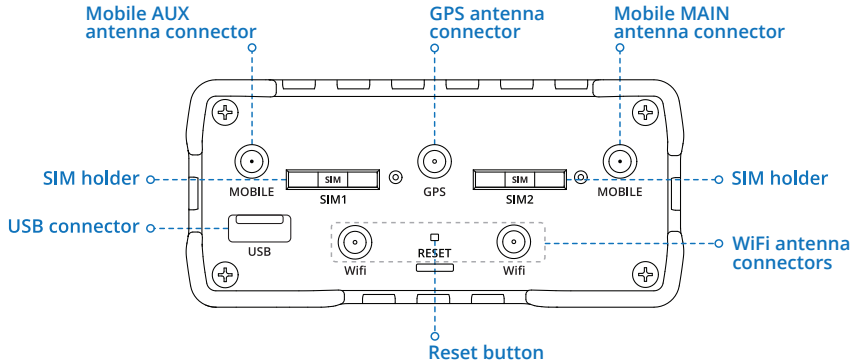 Mobile AUX
antenna connector
GPS antenna
connector
Mobile MAIN
antenna connector
SIM holder
MOBILE
SIM
SIM1
GPS
SIM
SIM2
MOBILE
SIM holder
USB connector
USB
Wifi
RESET
Wifi
WiFi antenna
connectors
Reset button